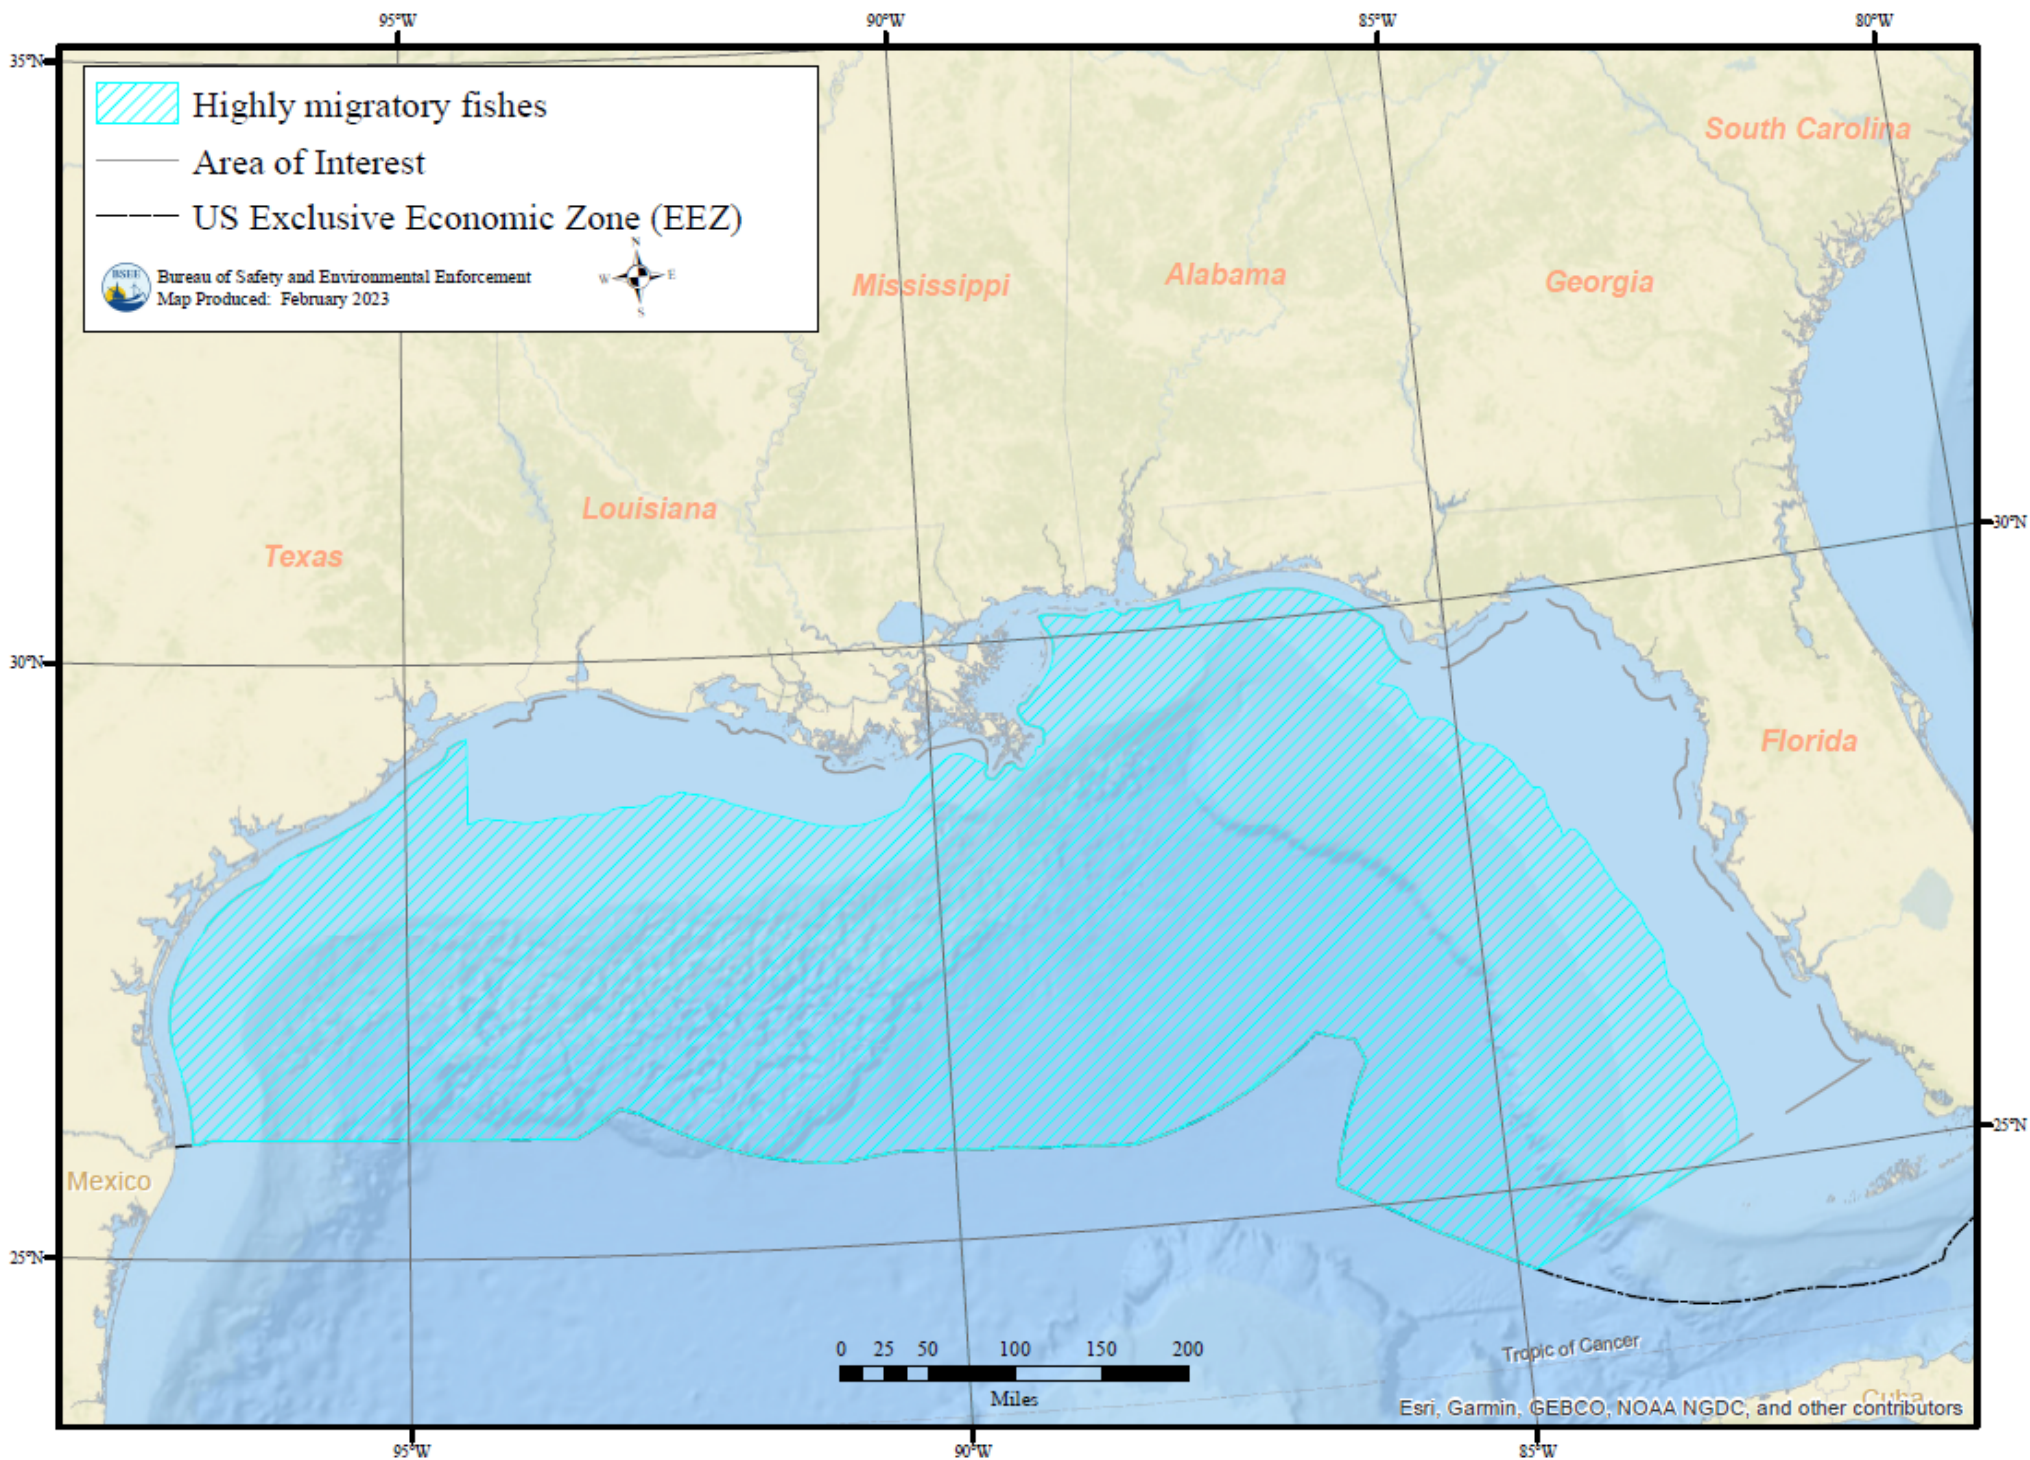 95°W 90°W 85°W 80°W
35°N
Highly migratory fishes
Area of Interest
US Exclusive Economic Zone (EEZ)
BSEE
Bureau of Safety and Environmental Enforcement
Map Produced: February 2023
N
W E
S
South Carolina
Mississippi
Alabama
Georgia
Louisiana
Texas
30°N
30°N
Florida
25°N
Mexico
25°N
0 25 50 100 150 200
Miles
Tropic of Cancer
Cuba
Esri, Garmin, GEBCO, NOAA NGDC, and other contributors
95°W 90°W 85°W